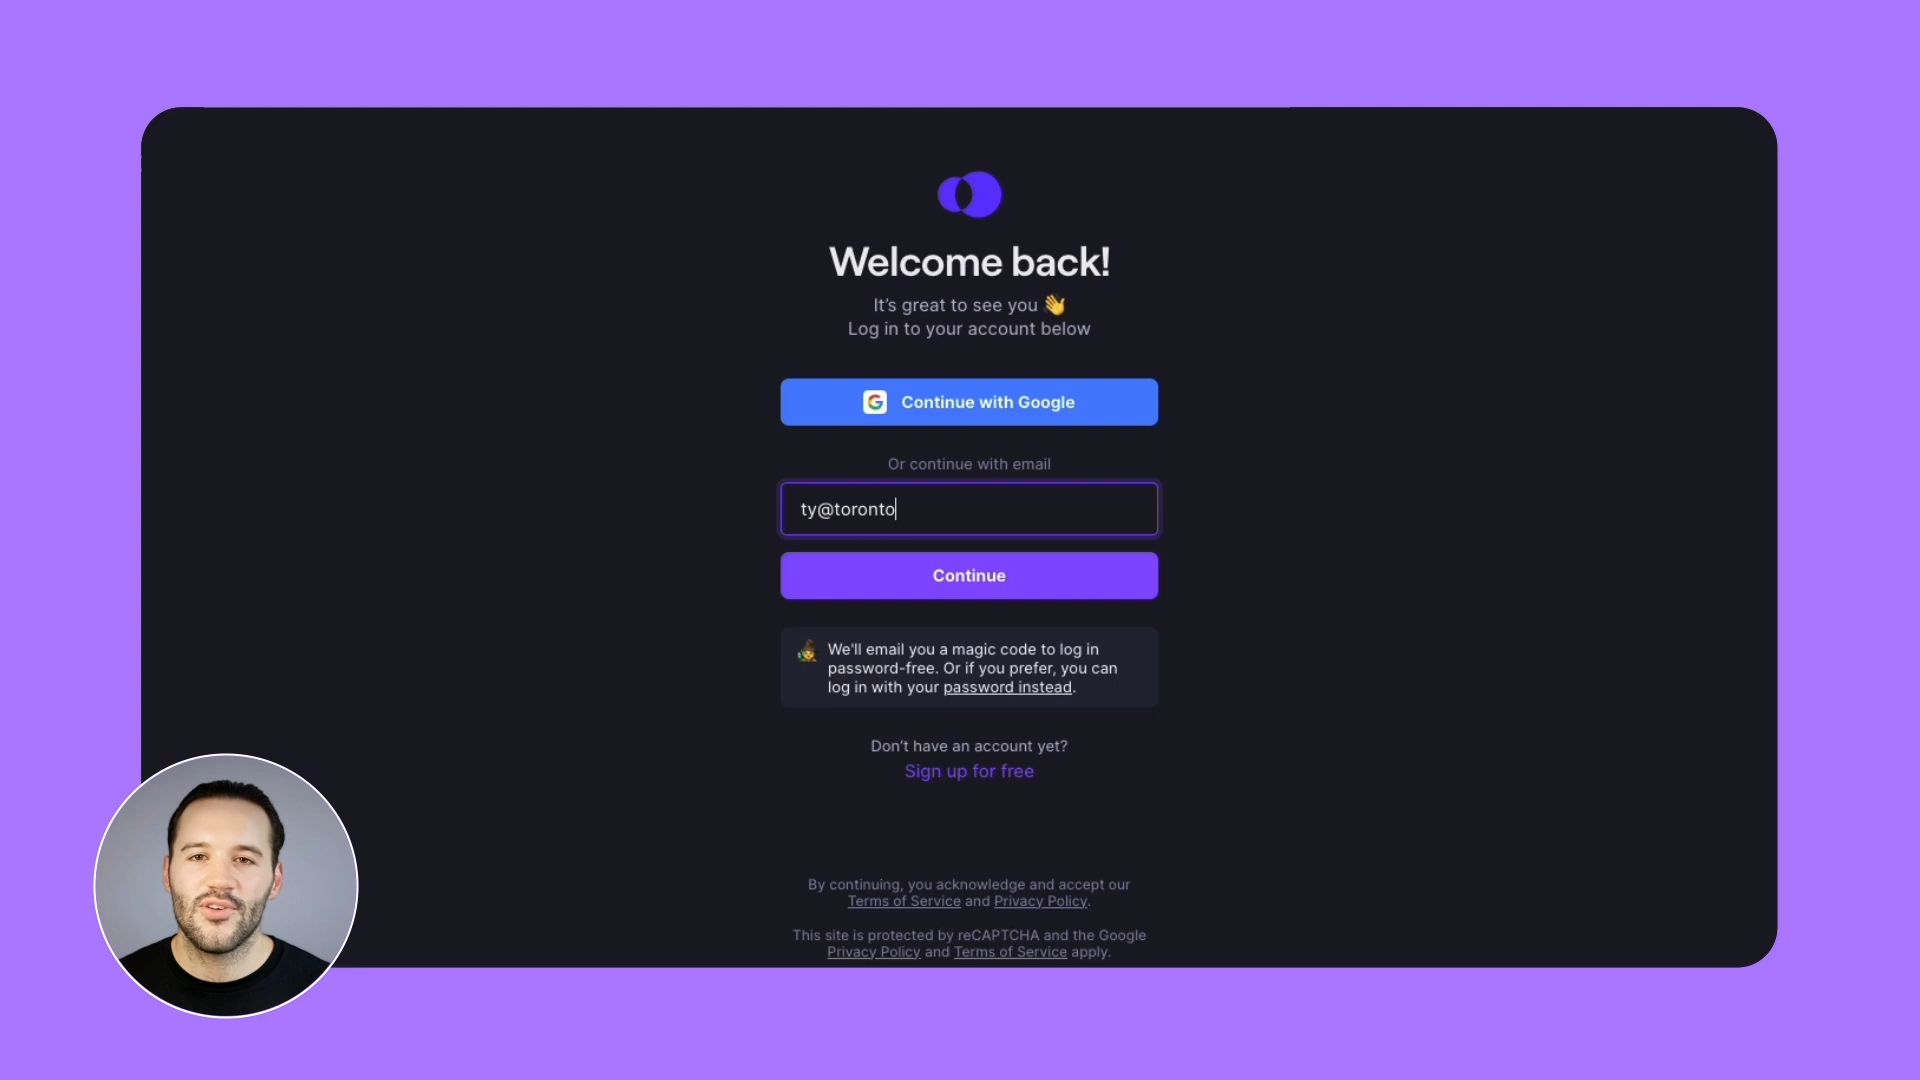 Welcome back!
It’s great to see you 👋
Log in to your account below
Continue with Google
Or continue with email
ty@toronto
Continue
We'll email you a magic code to log in
password-free. Or if you prefer, you can
log in with your password instead.
Don’t have an account yet?
Sign up for free
By continuing, you acknowledge and accept our
Terms of Service and Privacy Policy.
This site is protected by reCAPTCHA and the Google
Privacy Policy and Terms of Service apply.